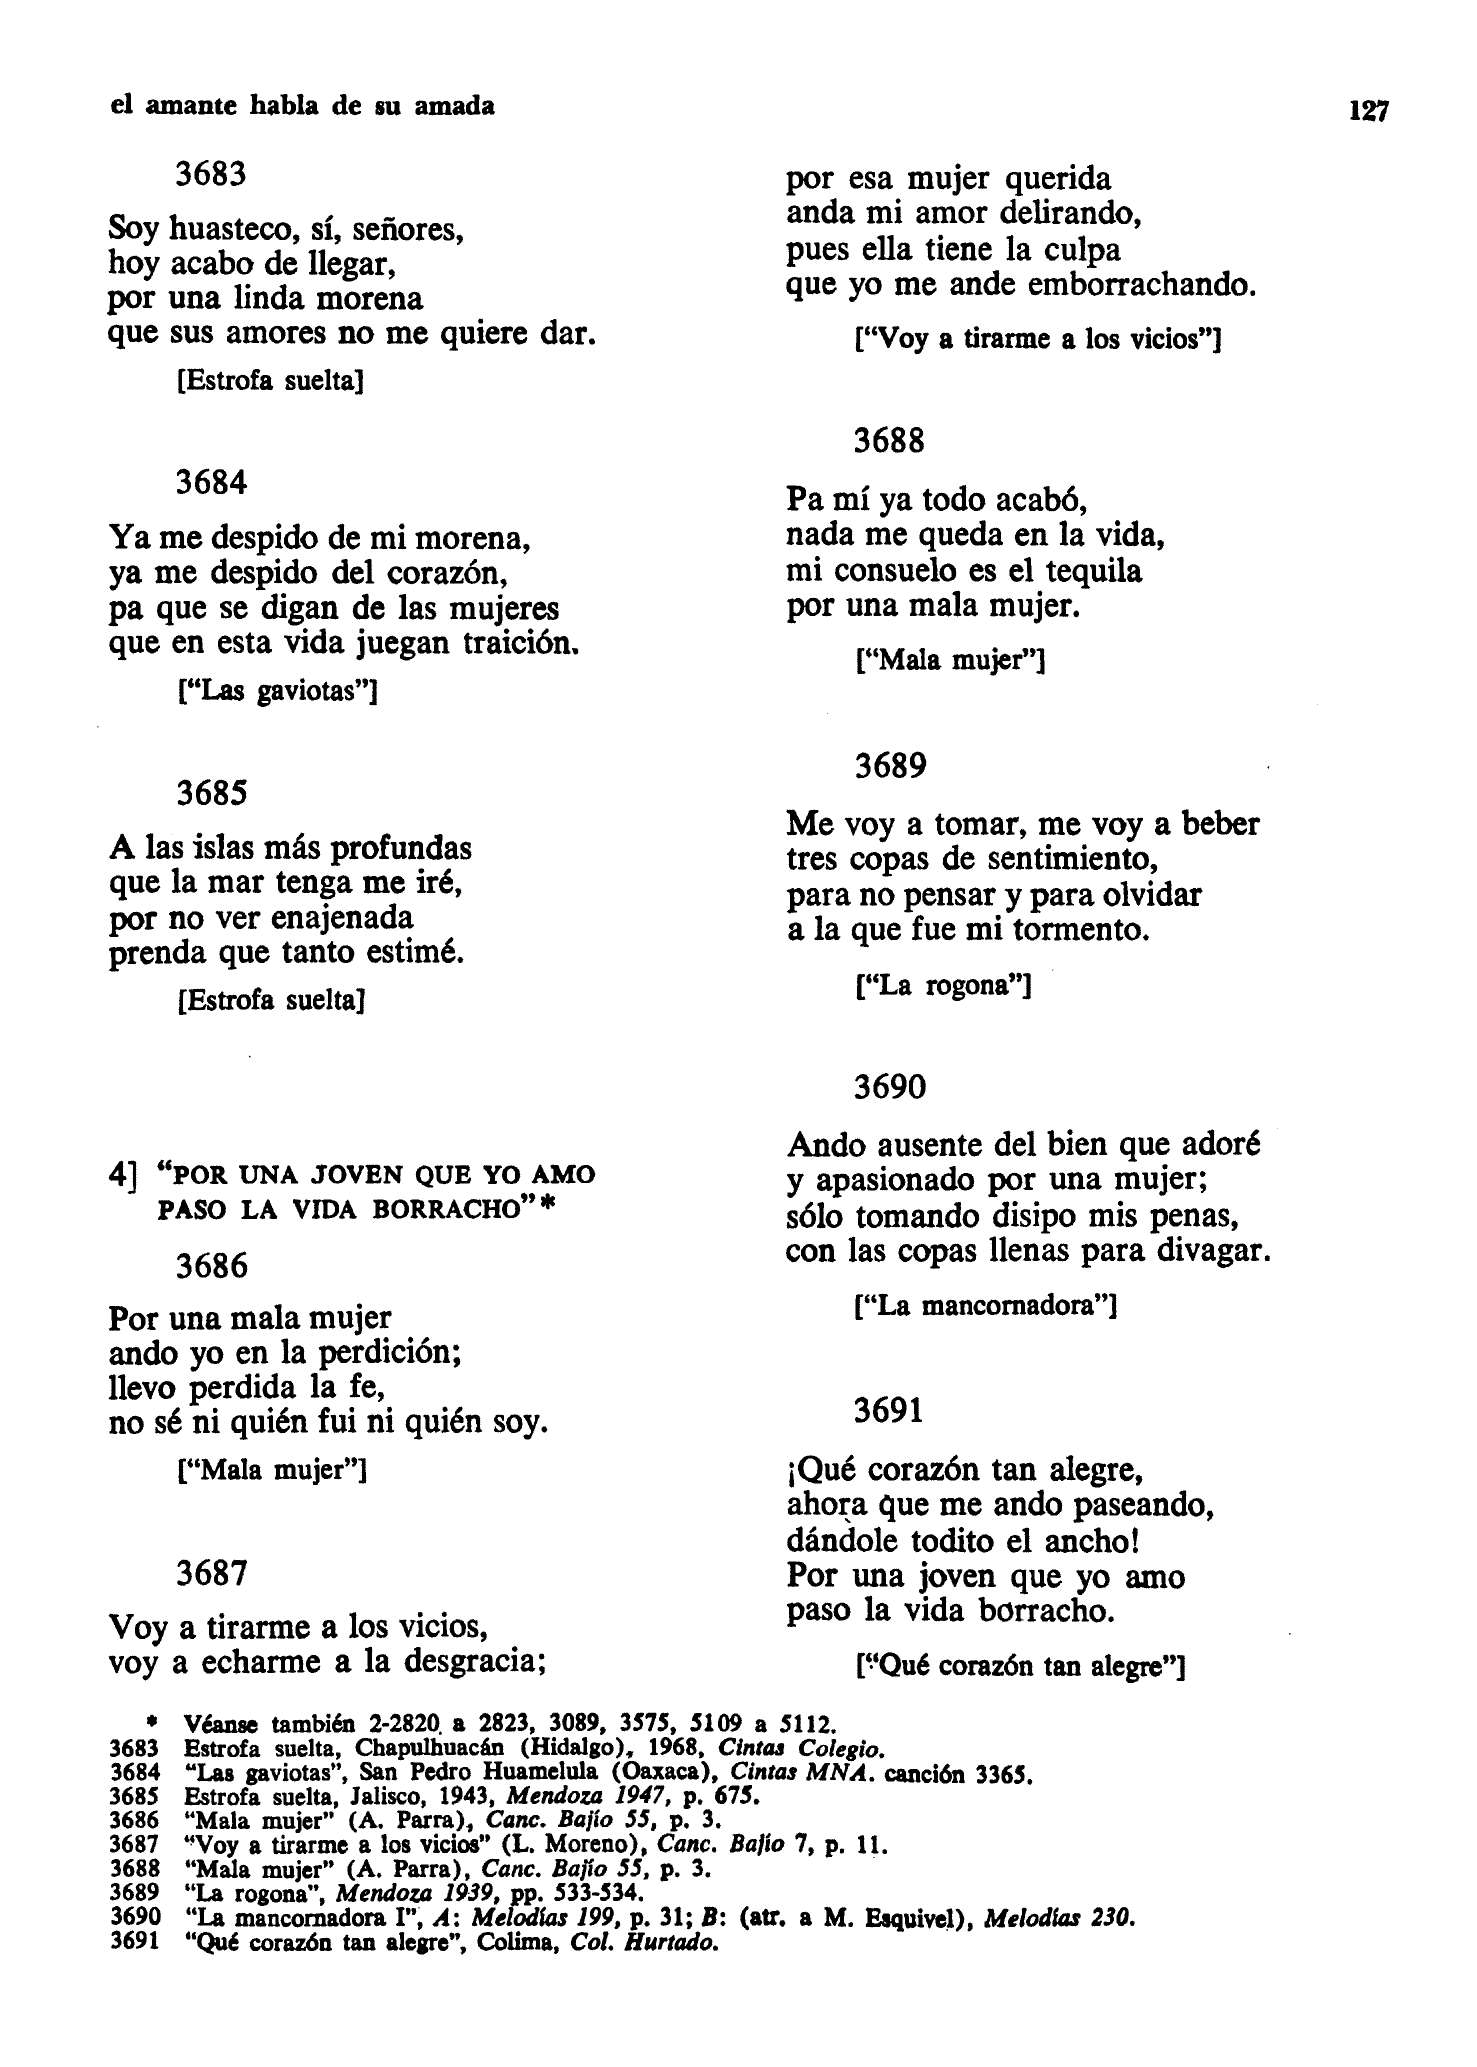 el amante habla de su amada
127
3683
Soy huasteco, sí, señores,
hoy acabo de llegar,
por una linda morena
que sus amores no me quiere dar.
[Estrofa suelta]
3684
Ya me despido de mi morena,
ya me despido del corazón,
pa que se digan de las mujeres
que en esta vida juegan traición.
[“Las gaviotas”]
3685
A las islas más profundas
que la mar tenga me iré,
por no ver enajenada
prenda que tanto estimé.
[Estrofa suelta]
4] “POR UNA JOVEN QUE YO AMO
PASO LA VIDA BORRACHO”*
3686
Por una mala mujer
ando yo en la perdición;
llevo perdida la fe,
no sé ni quién fui ni quién soy.
[“Mala mujer”]
3687
Voy a tirarme a los vicios,
voy a echarme a la desgracia;
por esa mujer querida
anda mi amor delirando,
pues ella tiene la culpa
que yo me ande emborrachando.
[“Voy a tirarme a los vicios”]
3688
Pa mí ya todo acabó,
nada me queda en la vida,
mi consuelo es el tequila
por una mala mujer.
[“Mala mujer”]
3689
Me voy a tomar, me voy a beber
tres copas de sentimiento,
para no pensar y para olvidar
a la que fue mi tormento.
[“La rogona”]
3690
Ando ausente del bien que adoré
y apasionado por una mujer;
sólo tomando disipo mis penas,
con las copas llenas para divagar.
[“La mancornadora”]
3691
¡Qué corazón tan alegre,
ahora que me ando paseando,
dándole todito el ancho!
Por una joven que yo amo
paso la vida borracho.
[“Qué corazón tan alegre”]
* Véanse también 2-2820 a 2823, 3089, 3575, 5109 a 5112.
3683 Estrofa suelta, Chapulhuacán (Hidalgo), 1968, Cintas Colegio.
3684 “Las gaviotas”, San Pedro Huamelula (Oaxaca), Cintas MNA. canción 3365.
3685 Estrofa suelta, Jalisco, 1943, Mendoza 1947, p. 675.
3686 “Mala mujer” (A. Parra), Canc. Bajío 55, p. 3.
3687 “Voy a tirarme a los vicios” (L. Moreno), Canc. Bajío 7, p. 11.
3688 “Mala mujer” (A. Parra), Canc. Bajío 55, p. 3.
3689 “La rogona”, Mendoza 1939, pp. 533-534.
3690 “La mancornadora I”, A: Melodías 199, p. 31; B: (atr. a M. Esquivel), Melodías 230.
3691 “Qué corazón tan alegre”, Colima, Col. Hurtado.